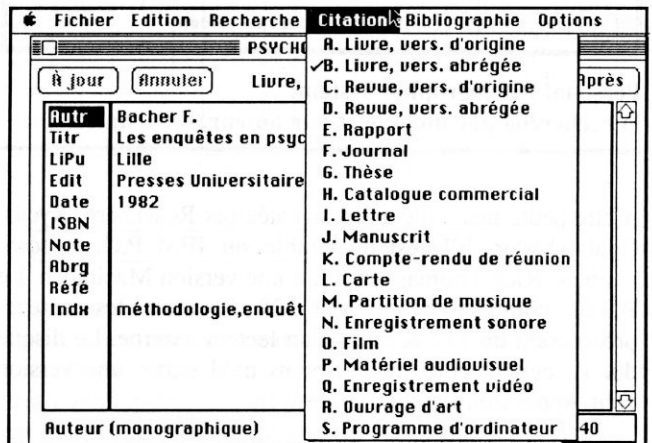 Fichier Edition Recherche Citation Bibliographie Options
PSYCHO
À jour Annuler Livre, Après
Autr Bacher F.
Titr Les enquêtes en psyc
LiPu Lille
Edit Presses Universitaire
Date 1982
ISBN
Note
Abrg
Réfé
Indx méthodologie,enquêt
Auteur (monographique) 40
A. Livre, vers. d'origine
✓B. Livre, vers. abrégée
C. Revue, vers. d'origine
D. Revue, vers. abrégée
E. Rapport
F. Journal
G. Thèse
H. Catalogue commercial
I. Lettre
J. Manuscrit
K. Compte-rendu de réunion
L. Carte
M. Partition de musique
N. Enregistrement sonore
O. Film
P. Matériel audiovisuel
Q. Enregistrement vidéo
R. Ouvrage d'art
S. Programme d'ordinateur